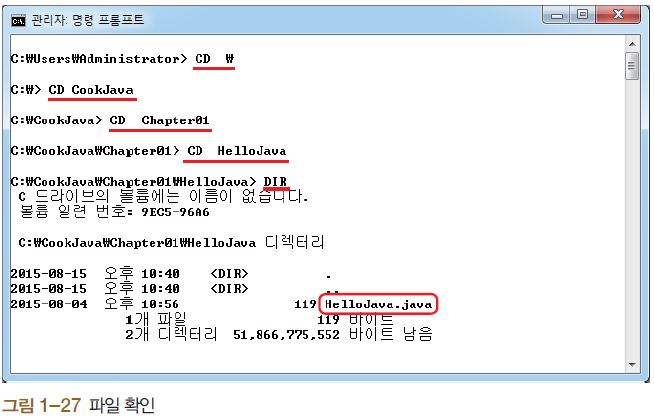 관리자: 명령 프롬프트
C:₩Users₩Administrator> CD ₩
C:₩> CD CookJava
C:₩CookJava> CD Chapter01
C:₩CookJava₩Chapter01> CD HelloJava
C:₩CookJava₩Chapter01₩HelloJava> DIR
C 드라이브의 볼륨에는 이름이 없습니다.
볼륨 일련 번호: 9EC5-96A6
C:₩CookJava₩Chapter01₩HelloJava 디렉터리
2015-08-15 오후 10:40 <DIR> .
2015-08-15 오후 10:40 <DIR> ..
2015-08-04 오후 10:56 119 HelloJava.java
1개 파일 119 바이트
2개 디렉터리 51,866,775,552 바이트 남음
그림 1-27 파일 확인